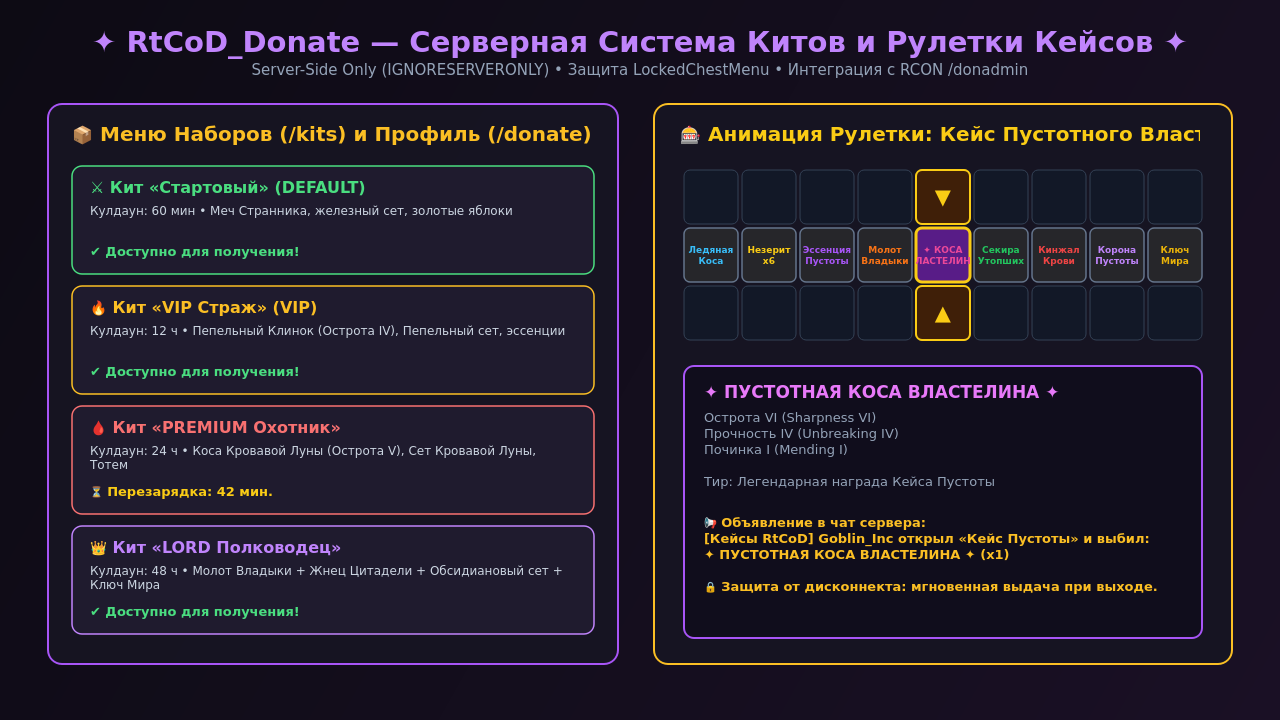 ✦ RtCoD_Donate — Серверная Система Китов и Рулетки Кейсов ✦
Server-Side Only (IGNORESERVERONLY) • Защита LockedChestMenu • Интеграция с RCON /donadmin
📦 Меню Наборов (/kits) и Профиль (/donate)
⚔ Кит «Стартовый» (DEFAULT)
Кулдаун: 60 мин • Меч Странника, железный сет, золотые яблоки
✔ Доступно для получения!
🔥 Кит «VIP Страж» (VIP)
Кулдаун: 12 ч • Пепельный Клинок (Острота IV), Пепельный сет, эссенции
✔ Доступно для получения!
🩸 Кит «PREMIUM Охотник»
Кулдаун: 24 ч • Коса Кровавой Луны (Острота V), Сет Кровавой Луны,
Тотем
⏳ Перезарядка: 42 мин.
👑 Кит «LORD Полководец»
Кулдаун: 48 ч • Молот Владыки + Жнец Цитадели + Обсидиановый сет +
Ключ Мира
✔ Доступно для получения!
🎰 Анимация Рулетки: Кейс Пустотного Власт
▼
Ледяная
Коса
Незерит
x6
Эссенция
Пустоты
Молот
Владыки
✦ КОСА
ЛАСТЕЛИН
Секира
Утопших
Кинжал
Крови
Корона
Пустоты
Ключ
Мира
▲
✦ ПУСТОТНАЯ КОСА ВЛАСТЕЛИНА ✦
Острота VI (Sharpness VI)
Прочность IV (Unbreaking IV)
Починка I (Mending I)
Тир: Легендарная награда Кейса Пустоты
📢 Объявление в чат сервера:
[Кейсы RtCoD] Goblin_Inc открыл «Кейс Пустоты» и выбил:
✦ ПУСТОТНАЯ КОСА ВЛАСТЕЛИНА ✦ (x1)
🔒 Защита от дисконнекта: мгновенная выдача при выходе.